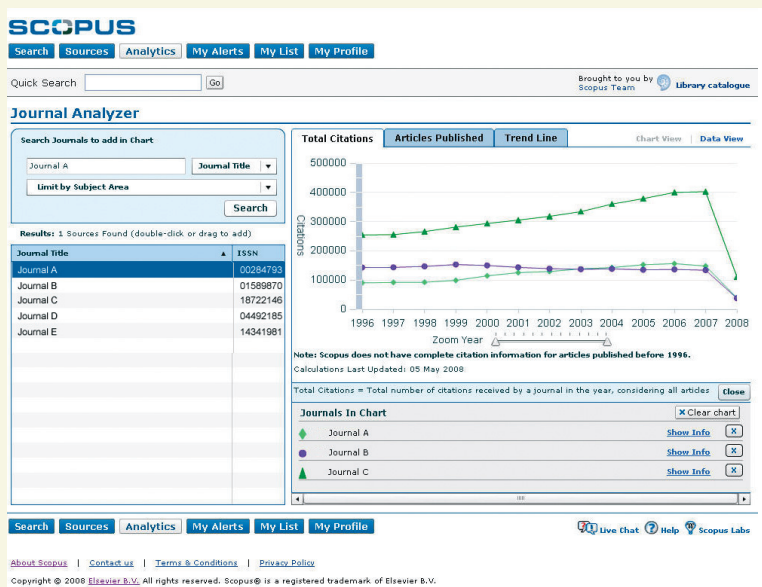 SCOPUS
Search Sources Analytics My Alerts My List My Profile
Quick Search Go
Brought to you by
Scopus Team
Library catalogue
Journal Analyzer
Search Journals to add in Chart
Journal A Journal Title
Limit by Subject Area
Search
Results: 1 Sources Found (double-click or drag to add)
Journal Title ISSN
Journal A 00284793
Journal B 01589870
Journal C 18722146
Journal D 04492185
Journal E 14341981
Total Citations Articles Published Trend Line Chart View | Data View
500000
400000
300000
200000
100000
0
Citations
1996 1997 1998 1999 2000 2001 2002 2003 2004 2005 2006 2007 2008
Zoom Year
Note: Scopus does not have complete citation information for articles published before 1996.
Calculations Last Updated: 05 May 2008
Total Citations = Total number of citations received by a journal in the year, considering all articles Close
Journals In Chart × Clear chart
Journal A Show Info X
Journal B Show Info X
Journal C Show Info X
Search Sources Analytics My Alerts My List My Profile
Live Chat Help Scopus Labs
About Scopus | Contact us | Terms & Conditions | Privacy Policy
Copyright © 2008 Elsevier B.V. All rights reserved. Scopus® is a registered trademark of Elsevier B.V.